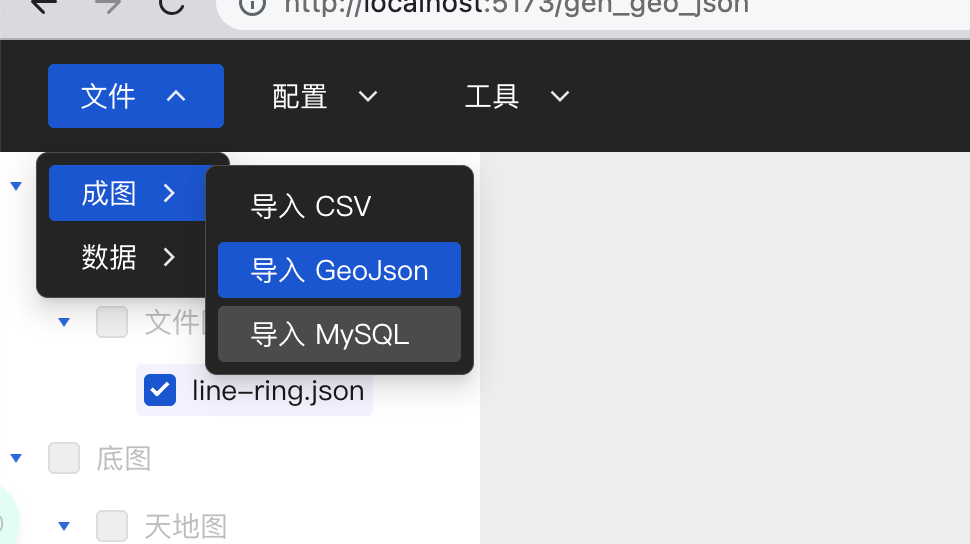 http://localhost:5173/gen_geo_json
文件 配置 工具
成图
数据
导入 CSV
导入 GeoJson
导入 MySQL
文件
line-ring.json
底图
天地图